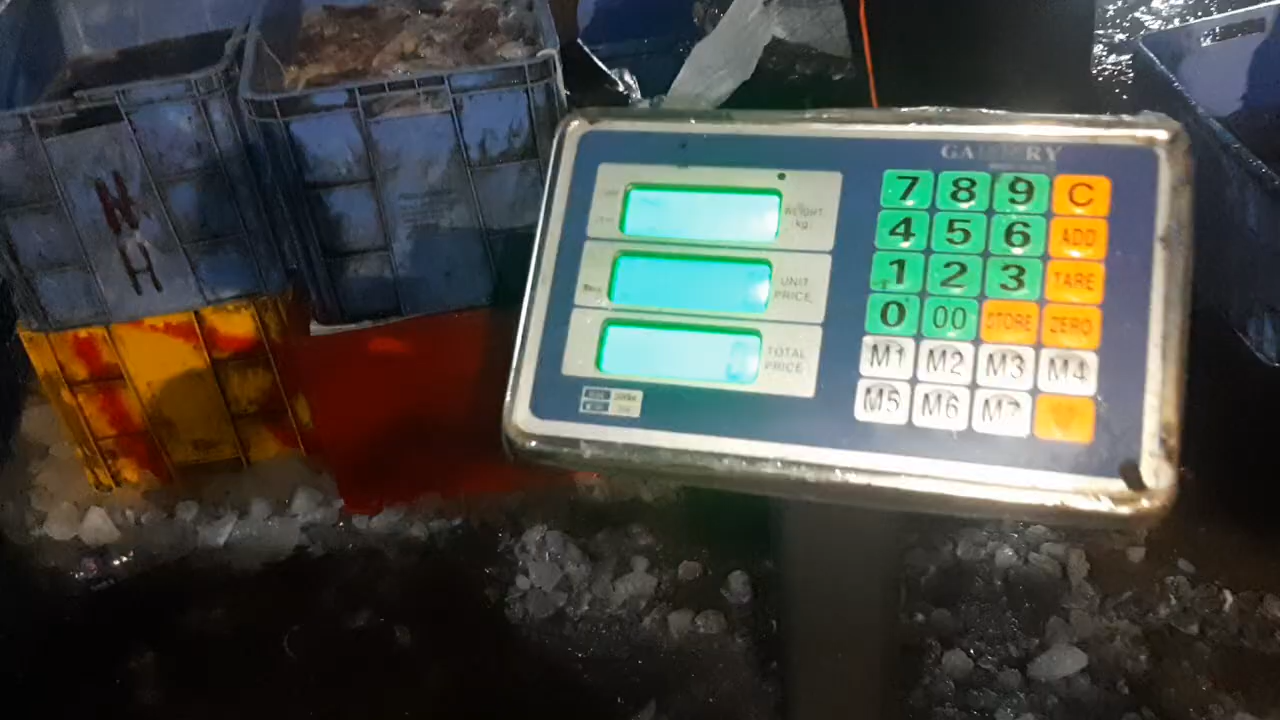 N
H
WEIGHT
kg
UNIT
PRICE
TOTAL
PRICE
7 8 9 C
4 5 6 ADD
1 2 3 TARE
0 00 STORE ZERO
M1 M2 M3 M4
M5 M6 M7